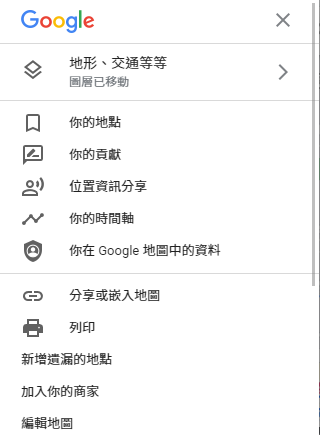 Google
地形、交通等等
圖層已移動
你的地點
你的貢獻
位置資訊分享
你的時間軸
你在 Google 地圖中的資料
分享或嵌入地圖
列印
新增遺漏的地點
加入你的商家
編輯地圖